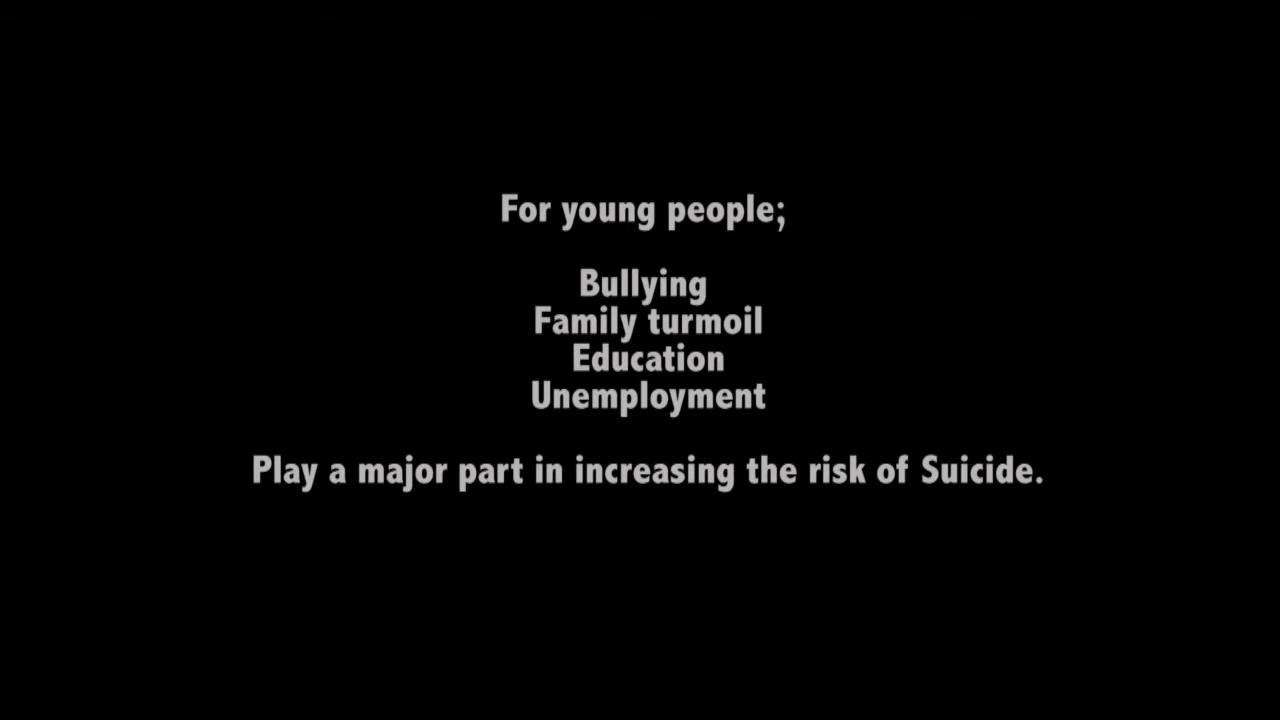 For young people;
Bullying
Family turmoil
Education
Unemployment
Play a major part in increasing the risk of Suicide.